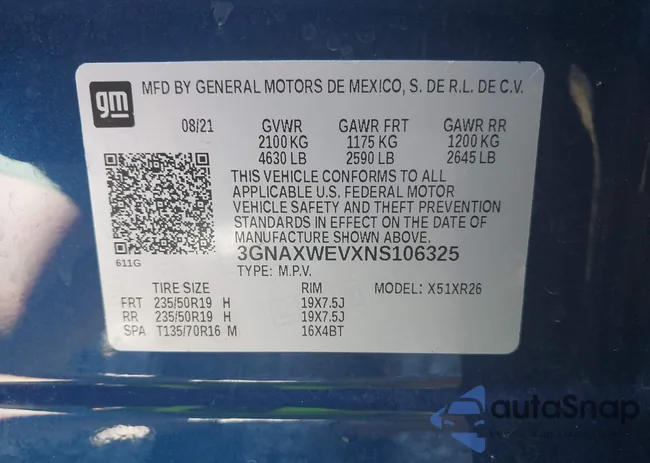 gm
MFD BY GENERAL MOTORS DE MEXICO, S. DE R.L. DE C.V.
08/21 GVWR GAWR FRT GAWR RR
2100 KG 1175 KG 1200 KG
4630 LB 2590 LB 2645 LB
THIS VEHICLE CONFORMS TO ALL
APPLICABLE U.S. FEDERAL MOTOR
VEHICLE SAFETY AND THEFT PREVENTION
STANDARDS IN EFFECT ON THE DATE OF
MANUFACTURE SHOWN ABOVE.
611G
3GNAXWEVXNS106325
TYPE: M.P.V.
TIRE SIZE RIM MODEL: X51XR26
FRT 235/50R19 H 19X7.5J
RR 235/50R19 H 19X7.5J
SPA T135/70R16 M 16X4BT
autoSnap